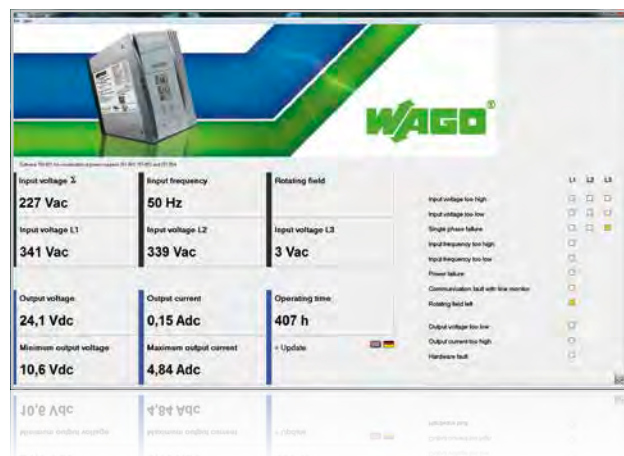 WAGO®
Input voltage Σ
Input frequency
Rotating field
227 Vac
50 Hz
Input voltage L1
Input voltage L2
Input voltage L3
341 Vac
339 Vac
3 Vac
Output voltage
Output current
Operating time
24,1 Vdc
0,15 Adc
407 h
Minimum output voltage
Maximum output current
» Update
10,6 Vdc
4,84 Adc
L1 L2 L3
Input voltage too high
Input voltage too low
Single phase failure
Input frequency too high
Input frequency too low
Power failure
Communication fault with line monitor
Rotating field left
Output voltage too low
Output current too high
Hardware fault